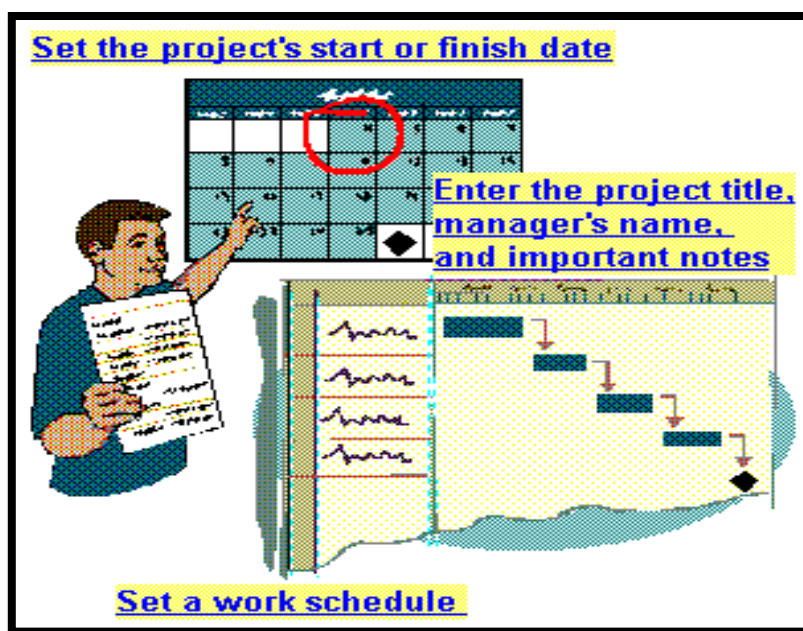 Set the project's start or finish date
Enter the project title,
manager's name,
and important notes
Set a work schedule